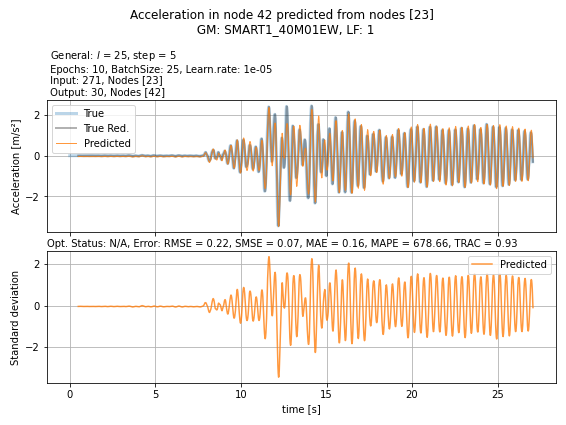 Acceleration in node 42 predicted from nodes [23]
GM: SMART1_40M01EW, LF: 1
General: l = 25, step = 5
Epochs: 10, BatchSize: 25, Learn.rate: 1e-05
Input: 271, Nodes [23]
Output: 30, Nodes [42]
True
True Red.
Predicted
Acceleration [m/s²]
2
0
−2
Opt. Status: N/A, Error: RMSE = 0.22, SMSE = 0.07, MAE = 0.16, MAPE = 678.66, TRAC = 0.93
Predicted
Standard deviation
2
0
−2
0 5 10 15 20 25
time [s]